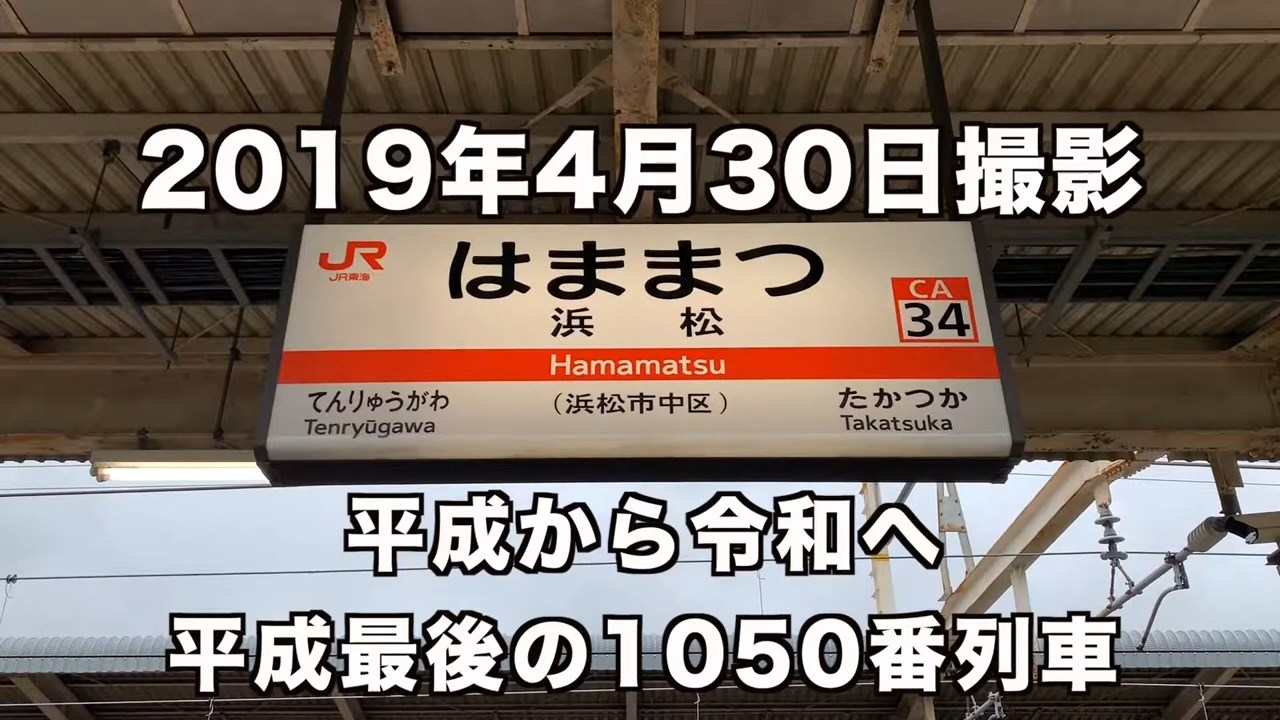 2019年4月30日撮影
JR
JR東海
はままつ
CA
34
浜松
Hamamatsu
てんりゅうがわ
（浜松市中区）
たかつか
Tenryūgawa
Takatsuka
平成から令和へ
平成最後の1050番列車